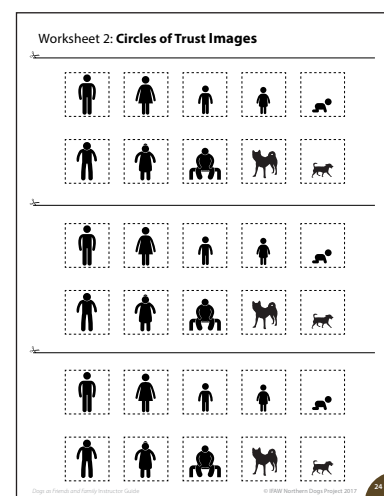 Worksheet 2: Circles of Trust Images
Dogs as Friends and Family Instructor Guide
© IFAW Northern Dogs Project 2017
24